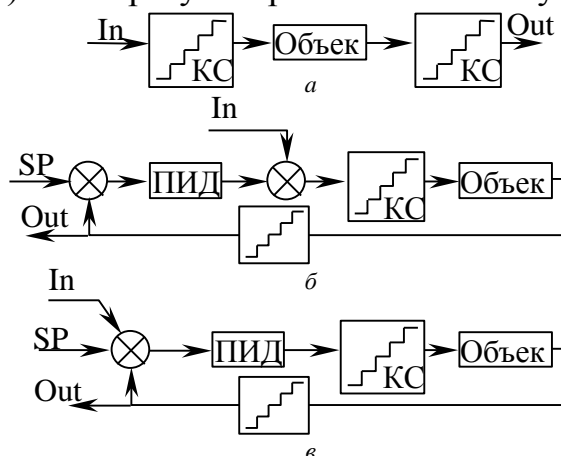 In КС Объек КС Out
а
In
SP ПИД КС Объек
Out
б
In
SP ПИД КС Объек
Out
в